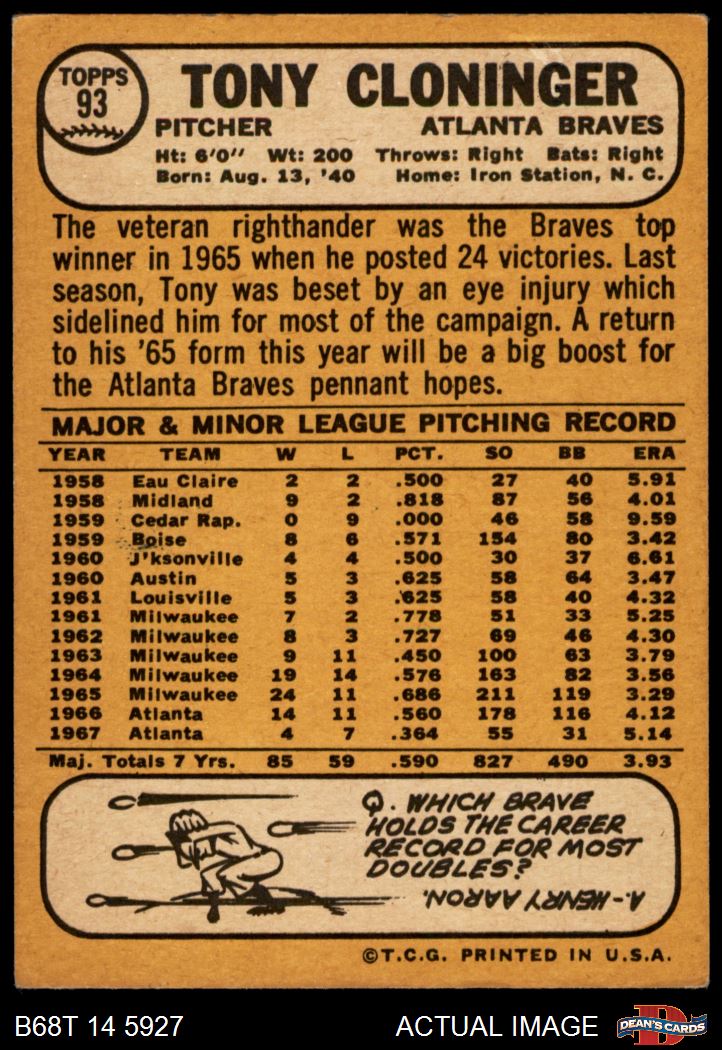 TOPPS
93
TONY CLONINGER
PITCHER ATLANTA BRAVES
Ht: 6'0" Wt: 200 Throws: Right Bats: Right
Born: Aug. 13, '40 Home: Iron Station, N. C.
The veteran righthander was the Braves top
winner in 1965 when he posted 24 victories. Last
season, Tony was beset by an eye injury which
sidelined him for most of the campaign. A return
to his '65 form this year will be a big boost for
the Atlanta Braves pennant hopes.
MAJOR & MINOR LEAGUE PITCHING RECORD
YEAR TEAM W L PCT. SO BB ERA
1958 Eau Claire 2 2 .500 27 40 5.91
1958 Midland 9 2 .818 87 56 4.01
1959 Cedar Rap. 0 9 .000 46 58 9.59
1959 Boise 8 6 .571 154 80 3.42
1960 J'ksonville 4 4 .500 30 37 6.61
1960 Austin 5 3 .625 58 64 3.47
1961 Louisville 5 3 .625 58 40 4.32
1961 Milwaukee 7 2 .778 51 33 5.25
1962 Milwaukee 8 3 .727 69 46 4.30
1963 Milwaukee 9 11 .450 100 63 3.79
1964 Milwaukee 19 14 .576 163 82 3.56
1965 Milwaukee 24 11 .686 211 119 3.29
1966 Atlanta 14 11 .560 178 116 4.12
1967 Atlanta 4 7 .364 55 31 5.14
Maj. Totals 7 Yrs. 85 59 .590 827 490 3.93
Q. WHICH BRAVE
HOLDS THE CAREER
RECORD FOR MOST
DOUBLES?
A.-HENRY AARON.
©T.C.G. PRINTED IN U.S.A.
B68T 14 5927 ACTUAL IMAGE
D
DEAN'S CARDS